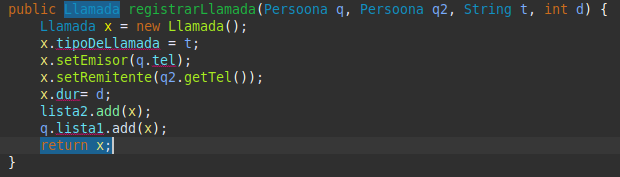 public Llamada registrarLlamada(Persoona q, Persoona q2, String t, int d) {
Llamada x = new Llamada();
x.tipoDeLlamada = t;
x.setEmisor(q.tel);
x.setRemitente(q2.getTel());
x.dur= d;
lista2.add(x);
q.lista1.add(x);
return x;
}